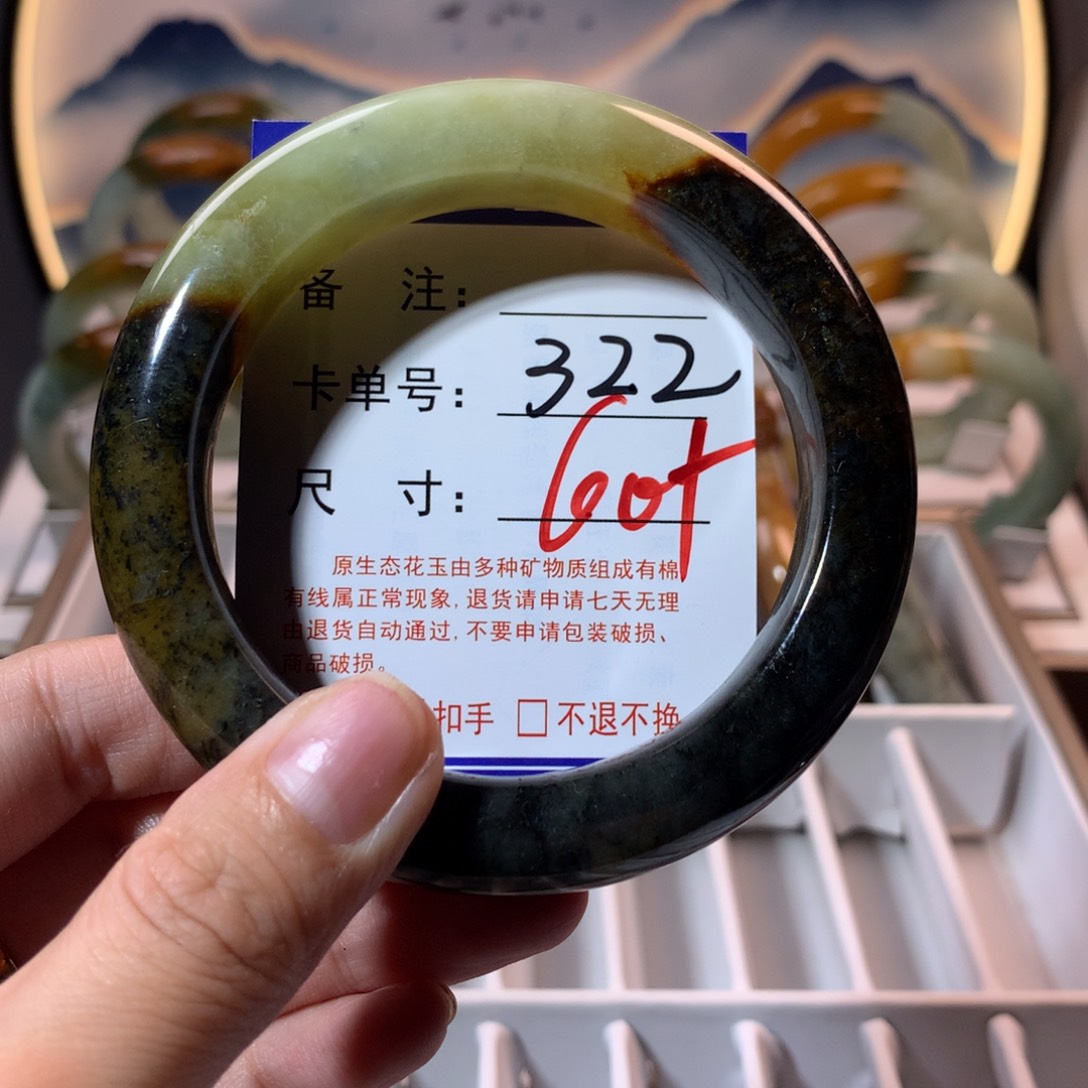 备 注:
卡单号: 322
尺 寸: 60+
原生态花玉由多种矿物质组成有棉
有线属正常现象,退货请申请七天无理
由退货自动通过,不要申请包装破损、
商品破损。
扣手 □不退不换